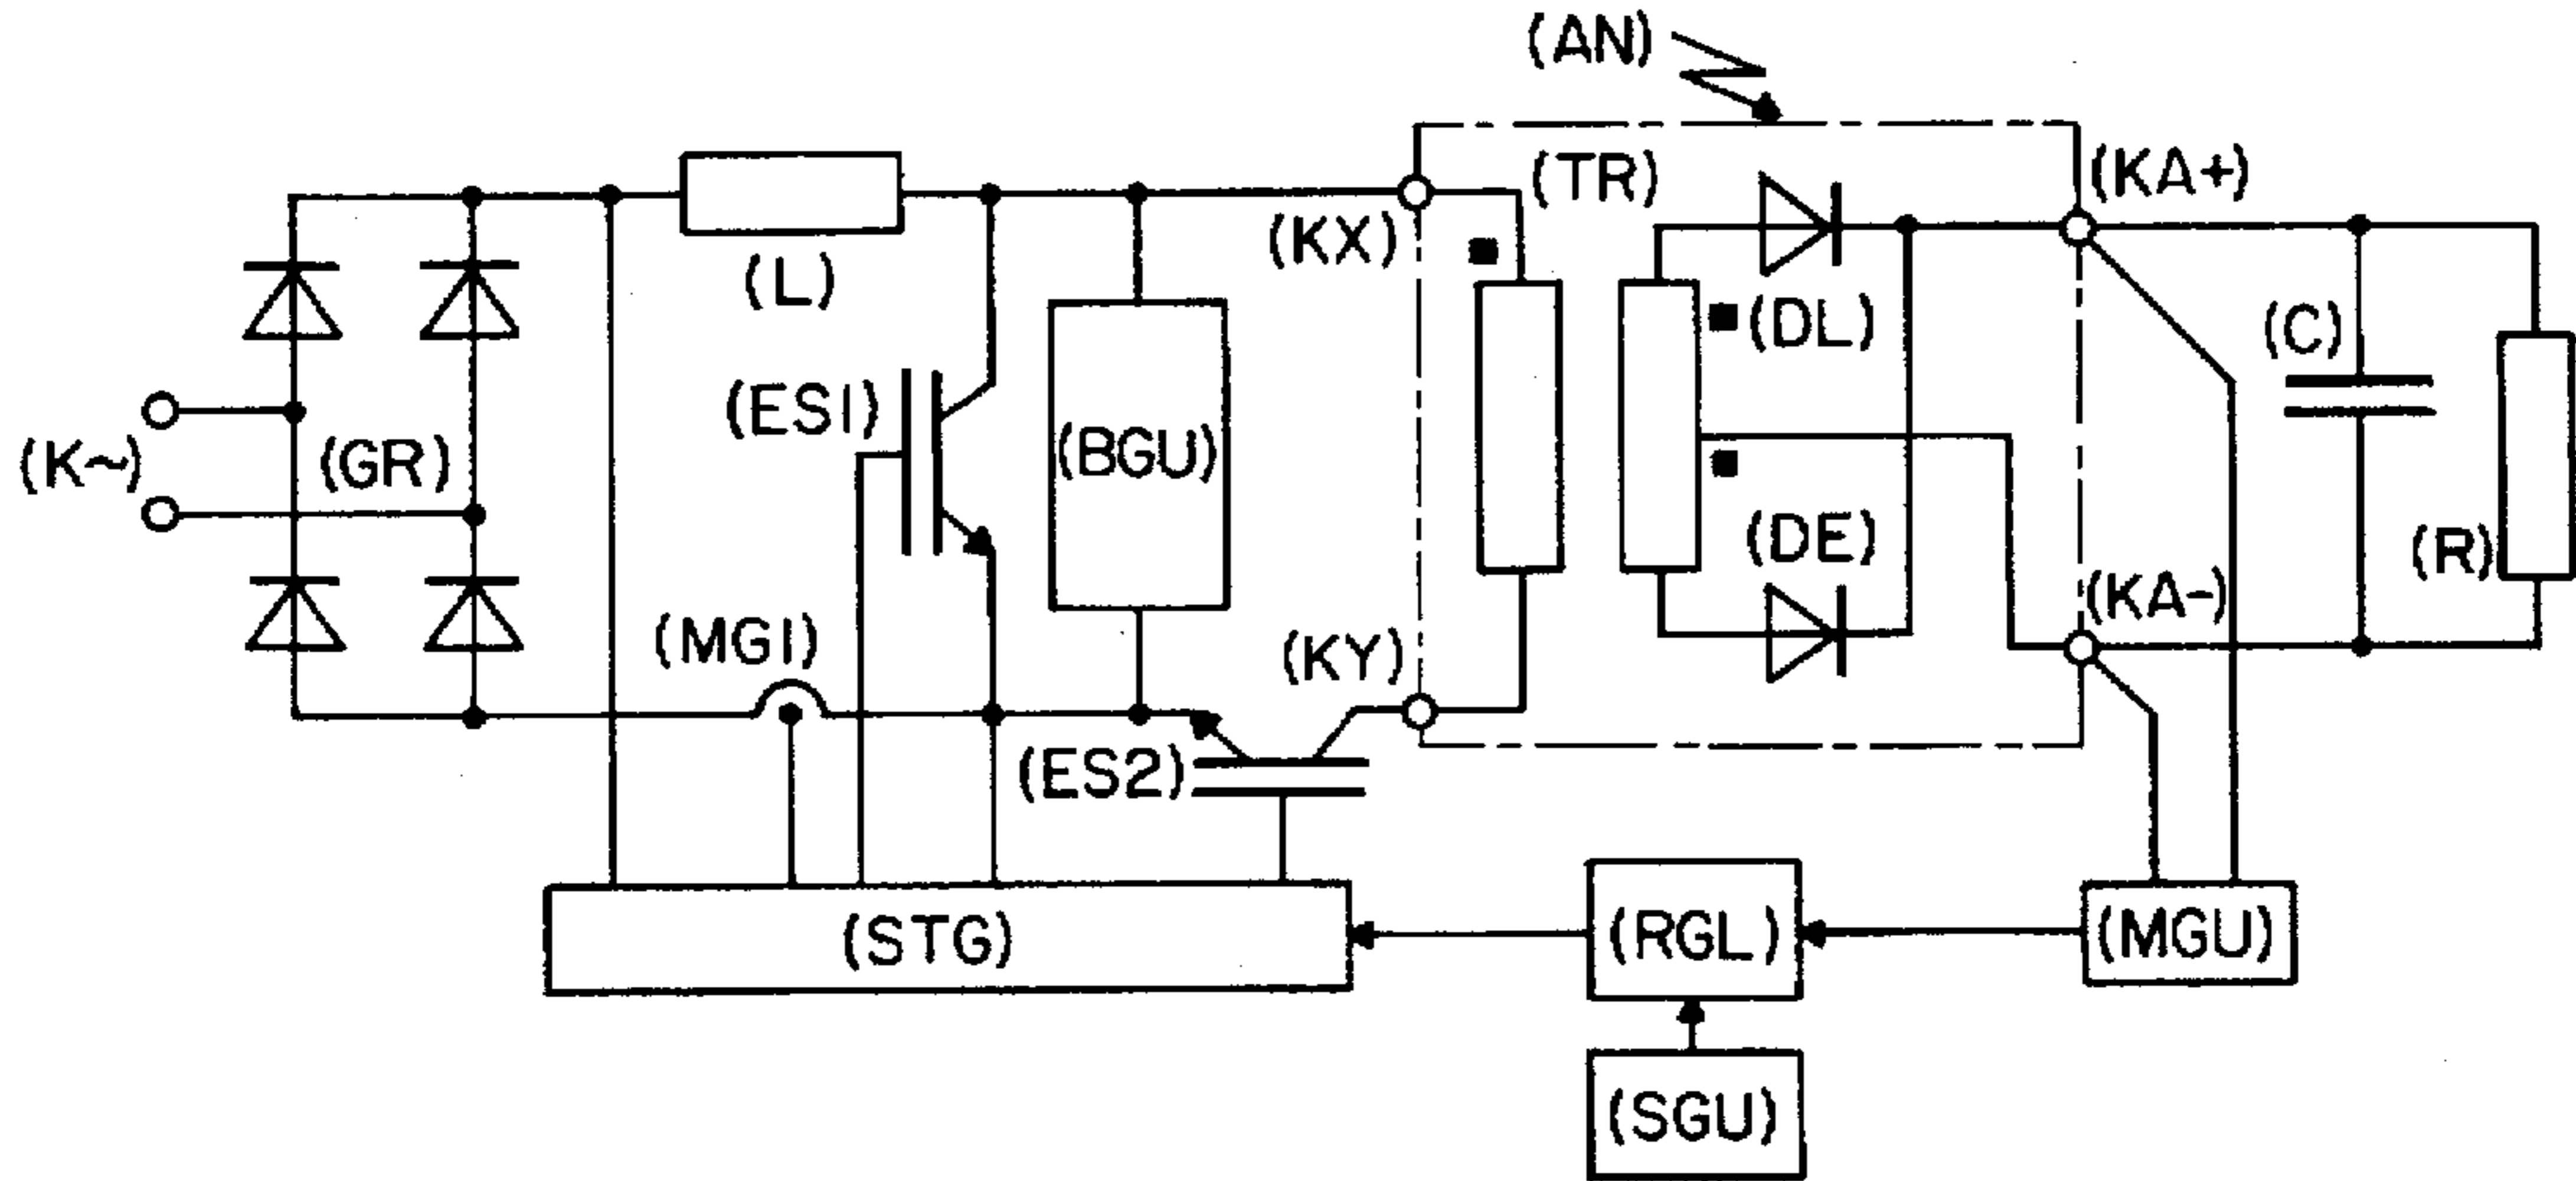 (AN)
(TR)
(KA+)
(KX)
(L)
(DL)
(C)
(ES1)
(BGU)
(K~)
(GR)
(DE)
(R)
(MG1)
(KY)
(KA-)
(ES2)
(STG)
(RGL)
(MGU)
(SGU)